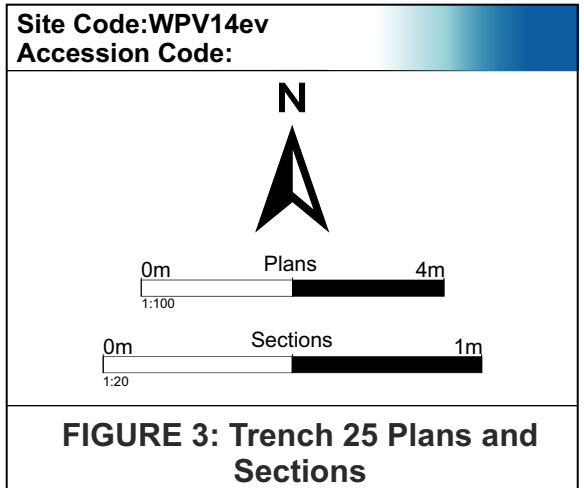 Site Code:WPV14ev
Accession Code:
N
0m Plans 4m
1:100
0m Sections 1m
1:20
FIGURE 3: Trench 25 Plans and
Sections